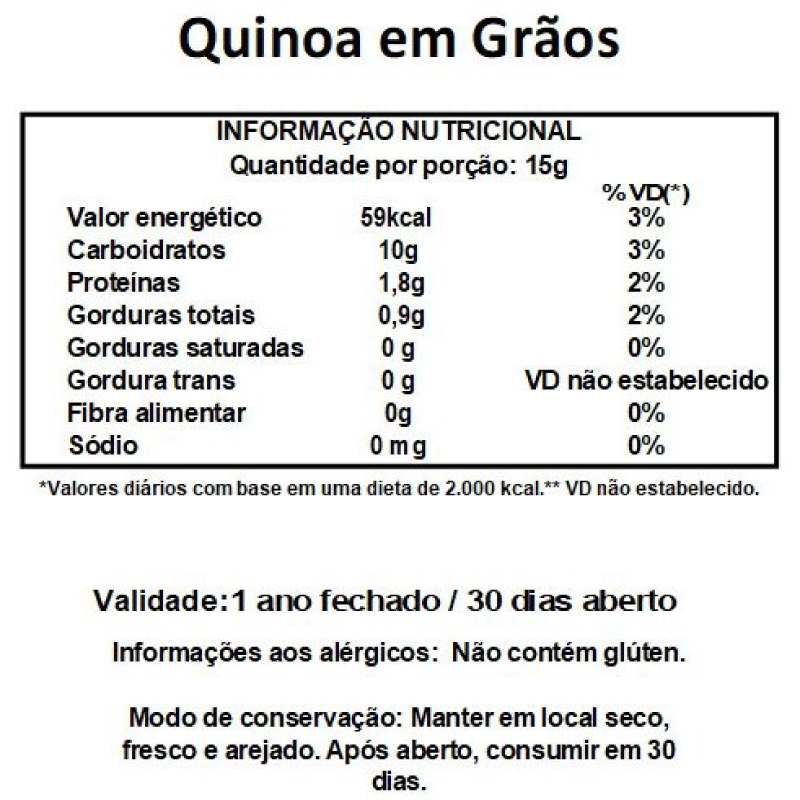 Quinoa em Grãos
INFORMAÇÃO NUTRICIONAL
Quantidade por porção: 15g
% VD(*)
Valor energético 59kcal 3%
Carboidratos 10g 3%
Proteínas 1,8g 2%
Gorduras totais 0,9g 2%
Gorduras saturadas 0 g 0%
Gordura trans 0 g VD não estabelecido
Fibra alimentar 0g 0%
Sódio 0 mg 0%
*Valores diários com base em uma dieta de 2.000 kcal.** VD não estabelecido.
Validade: 1 ano fechado / 30 dias aberto
Informações aos alérgicos: Não contém glúten.
Modo de conservação: Manter em local seco,
fresco e arejado. Após aberto, consumir em 30
dias.